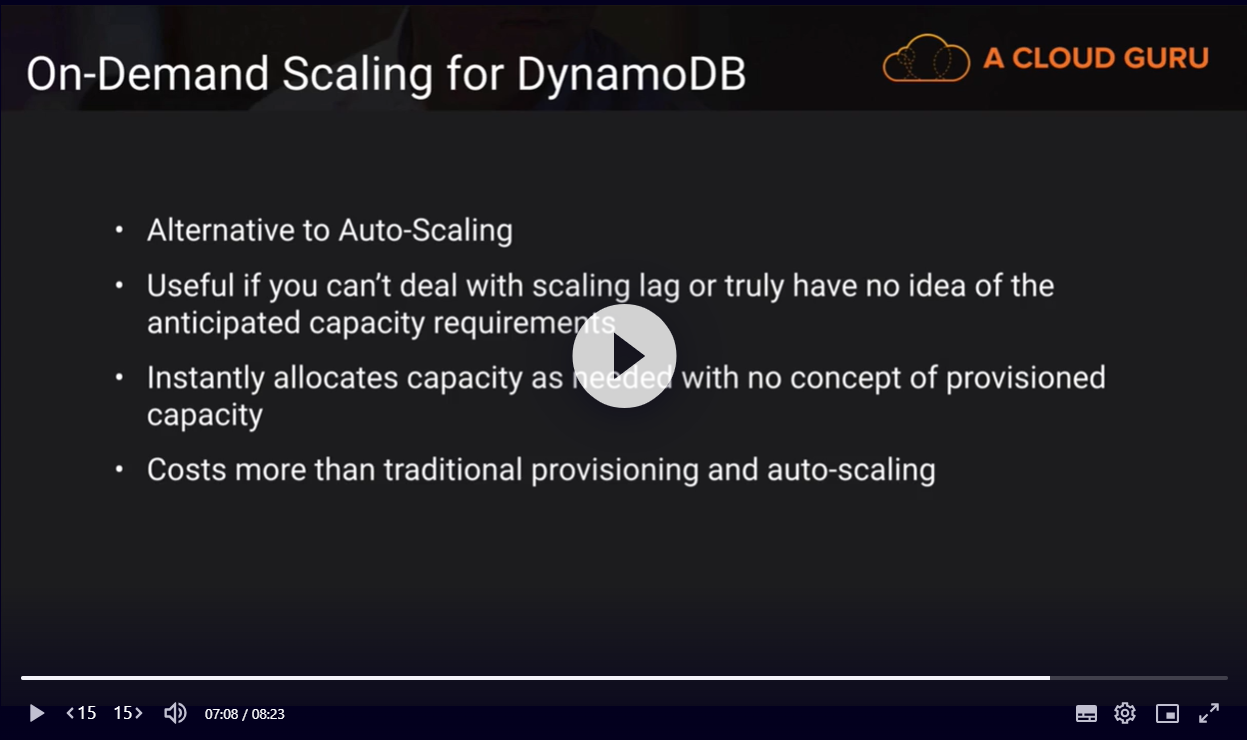 On-Demand Scaling for DynamoDB
A CLOUD GURU
• Alternative to Auto-Scaling
• Useful if you can’t deal with scaling lag or truly have no idea of the
anticipated capacity requirements
• Instantly allocates capacity as needed with no concept of provisioned
capacity
• Costs more than traditional provisioning and auto-scaling
<15 15> 07:08 / 08:23